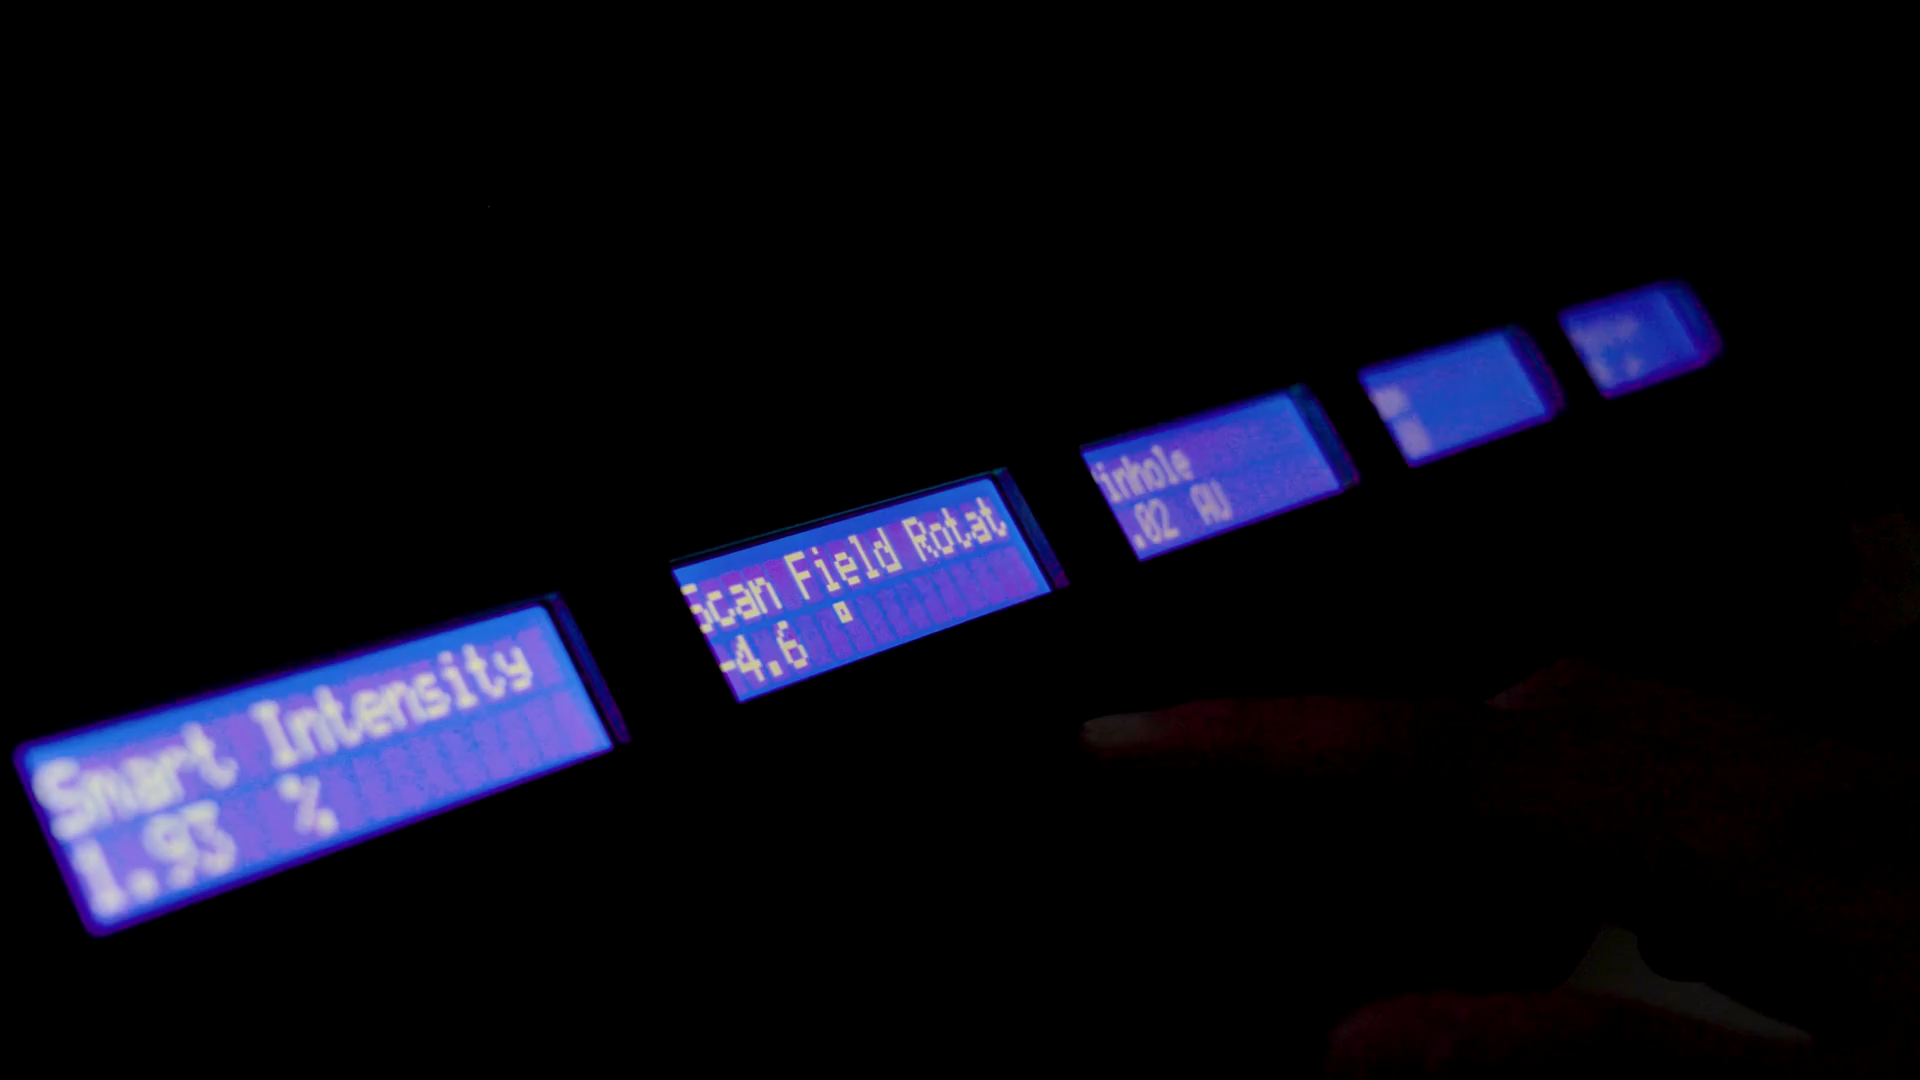 Smart Intensity
1.93 %
Scan Field Rotat
-4.6 °
inhole
.02 AU